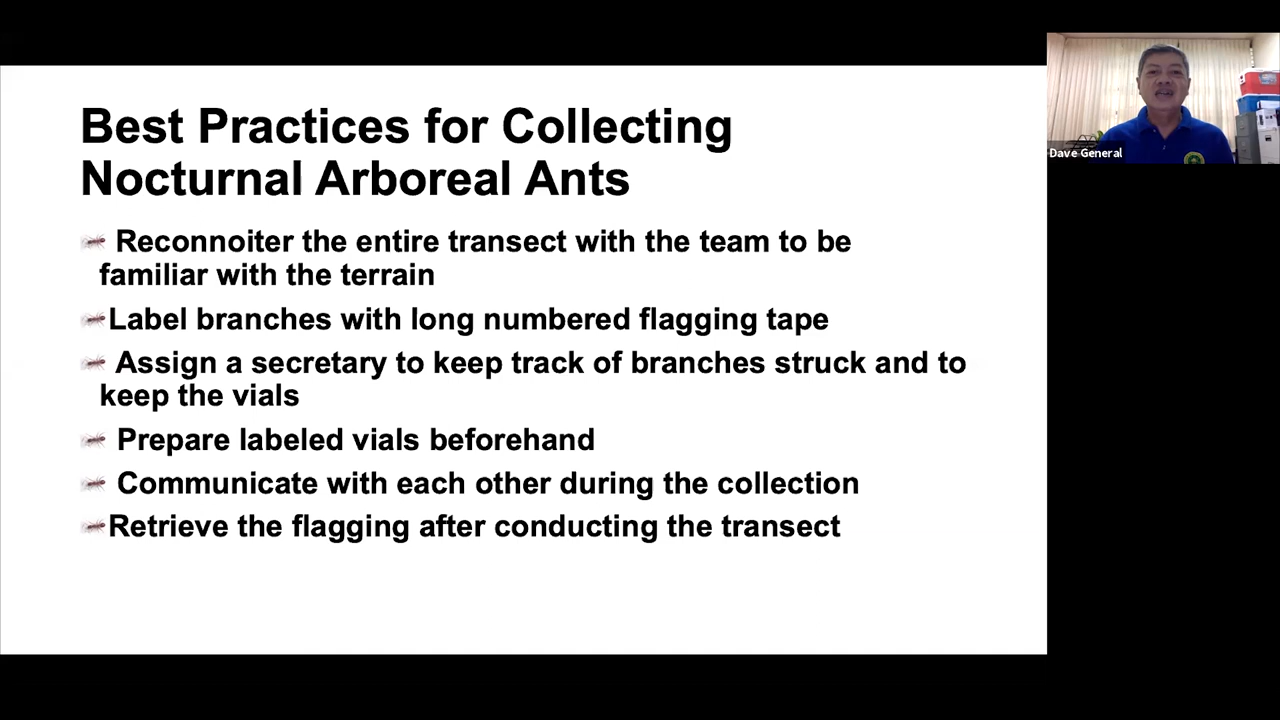 Best Practices for Collecting
Nocturnal Arboreal Ants
Reconnoiter the entire transect with the team to be
familiar with the terrain
Label branches with long numbered flagging tape
Assign a secretary to keep track of branches struck and to
keep the vials
Prepare labeled vials beforehand
Communicate with each other during the collection
Retrieve the flagging after conducting the transect
Dave General